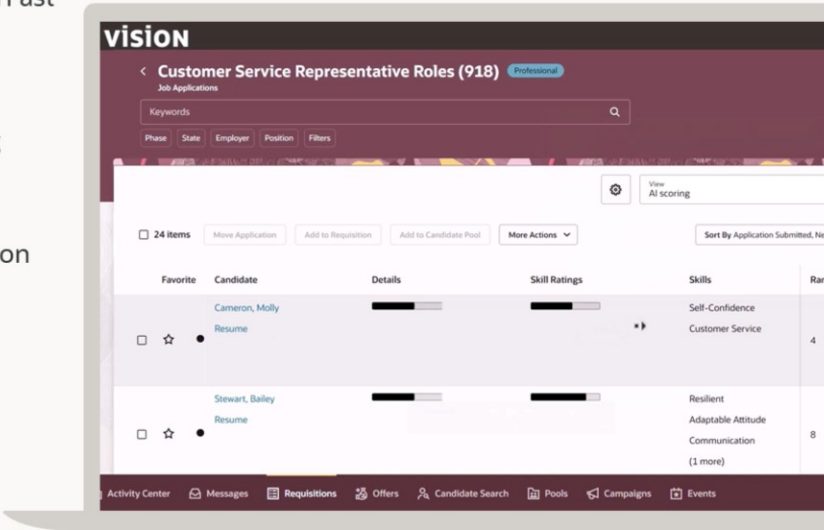 on
vision
Customer Service Representative Roles (918) Professional
Job Applications
Keywords
Phase State Employer Position Filters
View
AI scoring
24 items Move Application Add to Requisition Add to Candidate Pool More Actions Sort By Application Submitted, Ne
Favorite Candidate Details Skill Ratings Skills Ran
Cameron, Molly Self-Confidence
Resume Customer Service
4
Stewart, Bailey Resilient
Resume Adaptable Attitude
8
Communication
(1 more)
Activity Center Messages Requisitions Offers Candidate Search Pools Campaigns Events